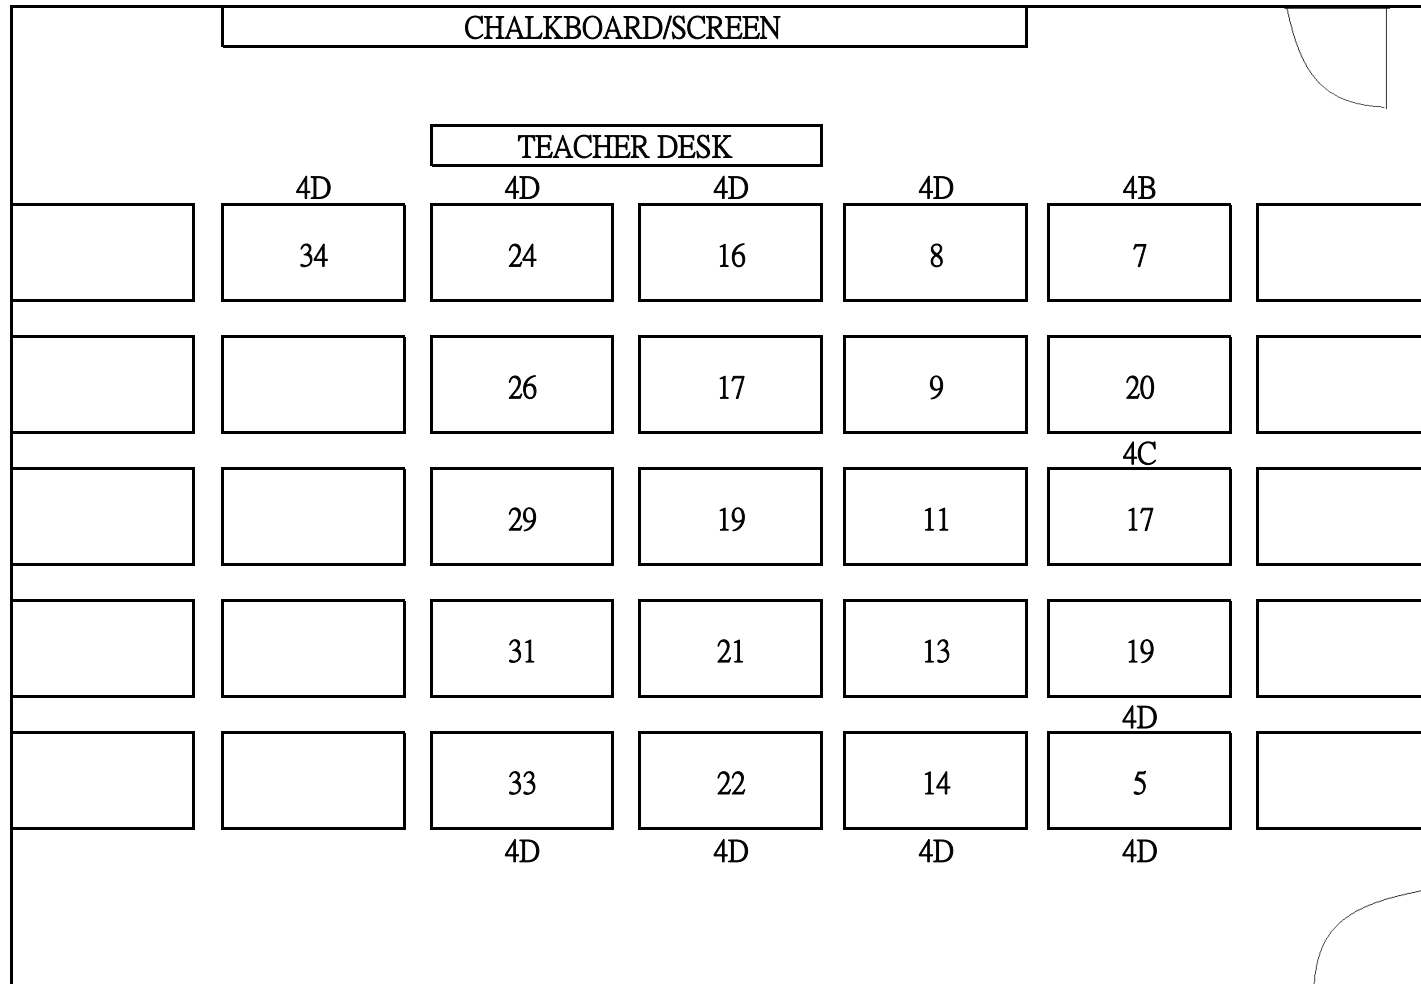 CHALKBOARD/SCREEN
TEACHER DESK
4D 4D 4D 4D 4B
34 24 16 8 7
26 17 9 20
4C
29 19 11 17
31 21 13 19
4D
33 22 14 5
4D 4D 4D 4D